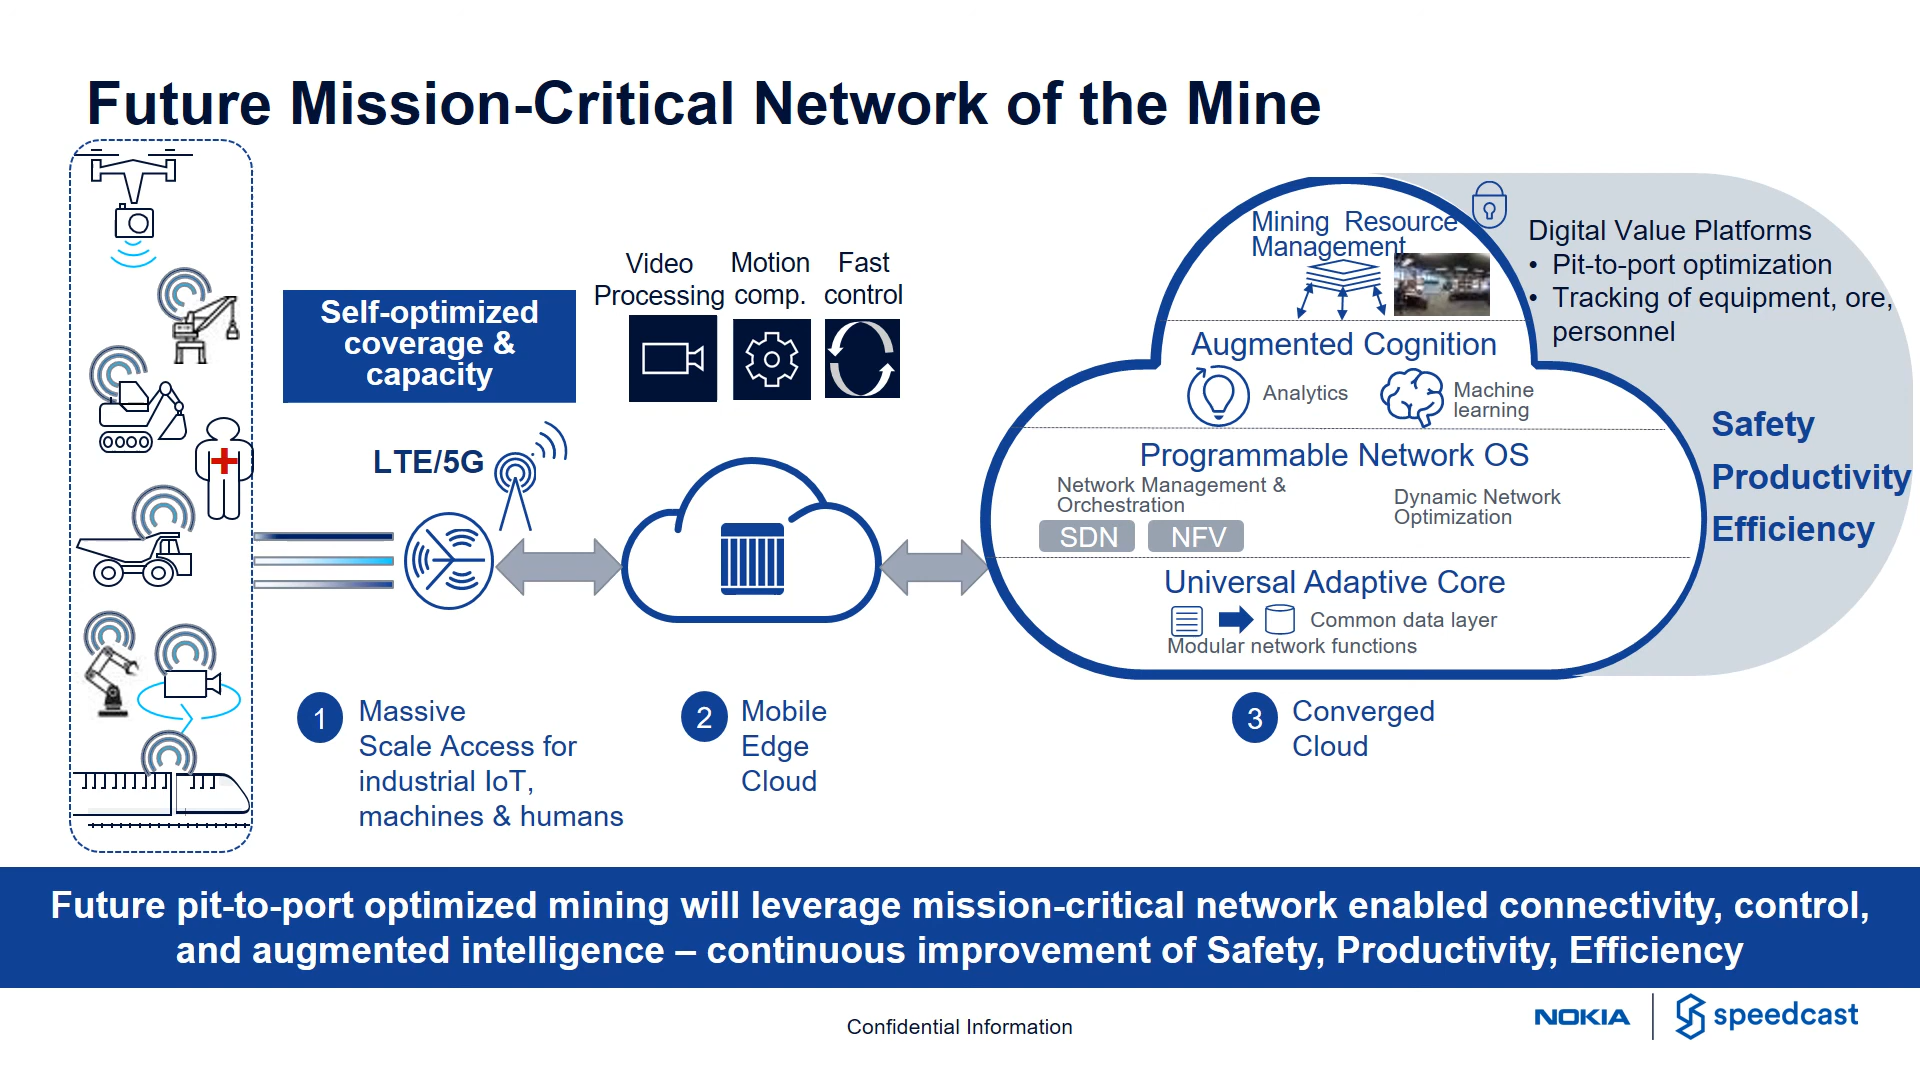 Future Mission-Critical Network of the Mine
Self-optimized
coverage &
capacity
LTE/5G
Video
Processing
Motion
comp.
Fast
control
Mining Resource
Management
Augmented Cognition
Analytics
Machine
learning
Programmable Network OS
Network Management &
Orchestration
SDN
NFV
Dynamic Network
Optimization
Universal Adaptive Core
Common data layer
Modular network functions
Digital Value Platforms
• Pit-to-port optimization
• Tracking of equipment, ore,
personnel
Safety
Productivity
Efficiency
1
Massive
Scale Access for
industrial IoT,
machines & humans
2
Mobile
Edge
Cloud
3
Converged
Cloud
Future pit-to-port optimized mining will leverage mission-critical network enabled connectivity, control,
and augmented intelligence – continuous improvement of Safety, Productivity, Efficiency
Confidential Information
NOKIA
speedcast